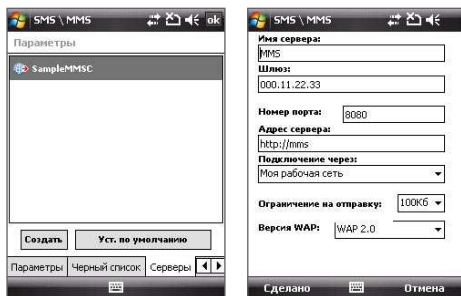 SMS \ MMS ok
Параметры
SampleMMSC
Создать Уст. по умолчанию
Параметры Черный список Серверы
SMS \ MMS
Имя сервера:
MMS
Шлюз:
000.11.22.33
Номер порта: 8080
Адрес сервера:
http://mms
Подключение через:
Моя рабочая сеть
Ограничение на отправку: 100Кб
Версия WAP: WAP 2.0
Сделано Отмена